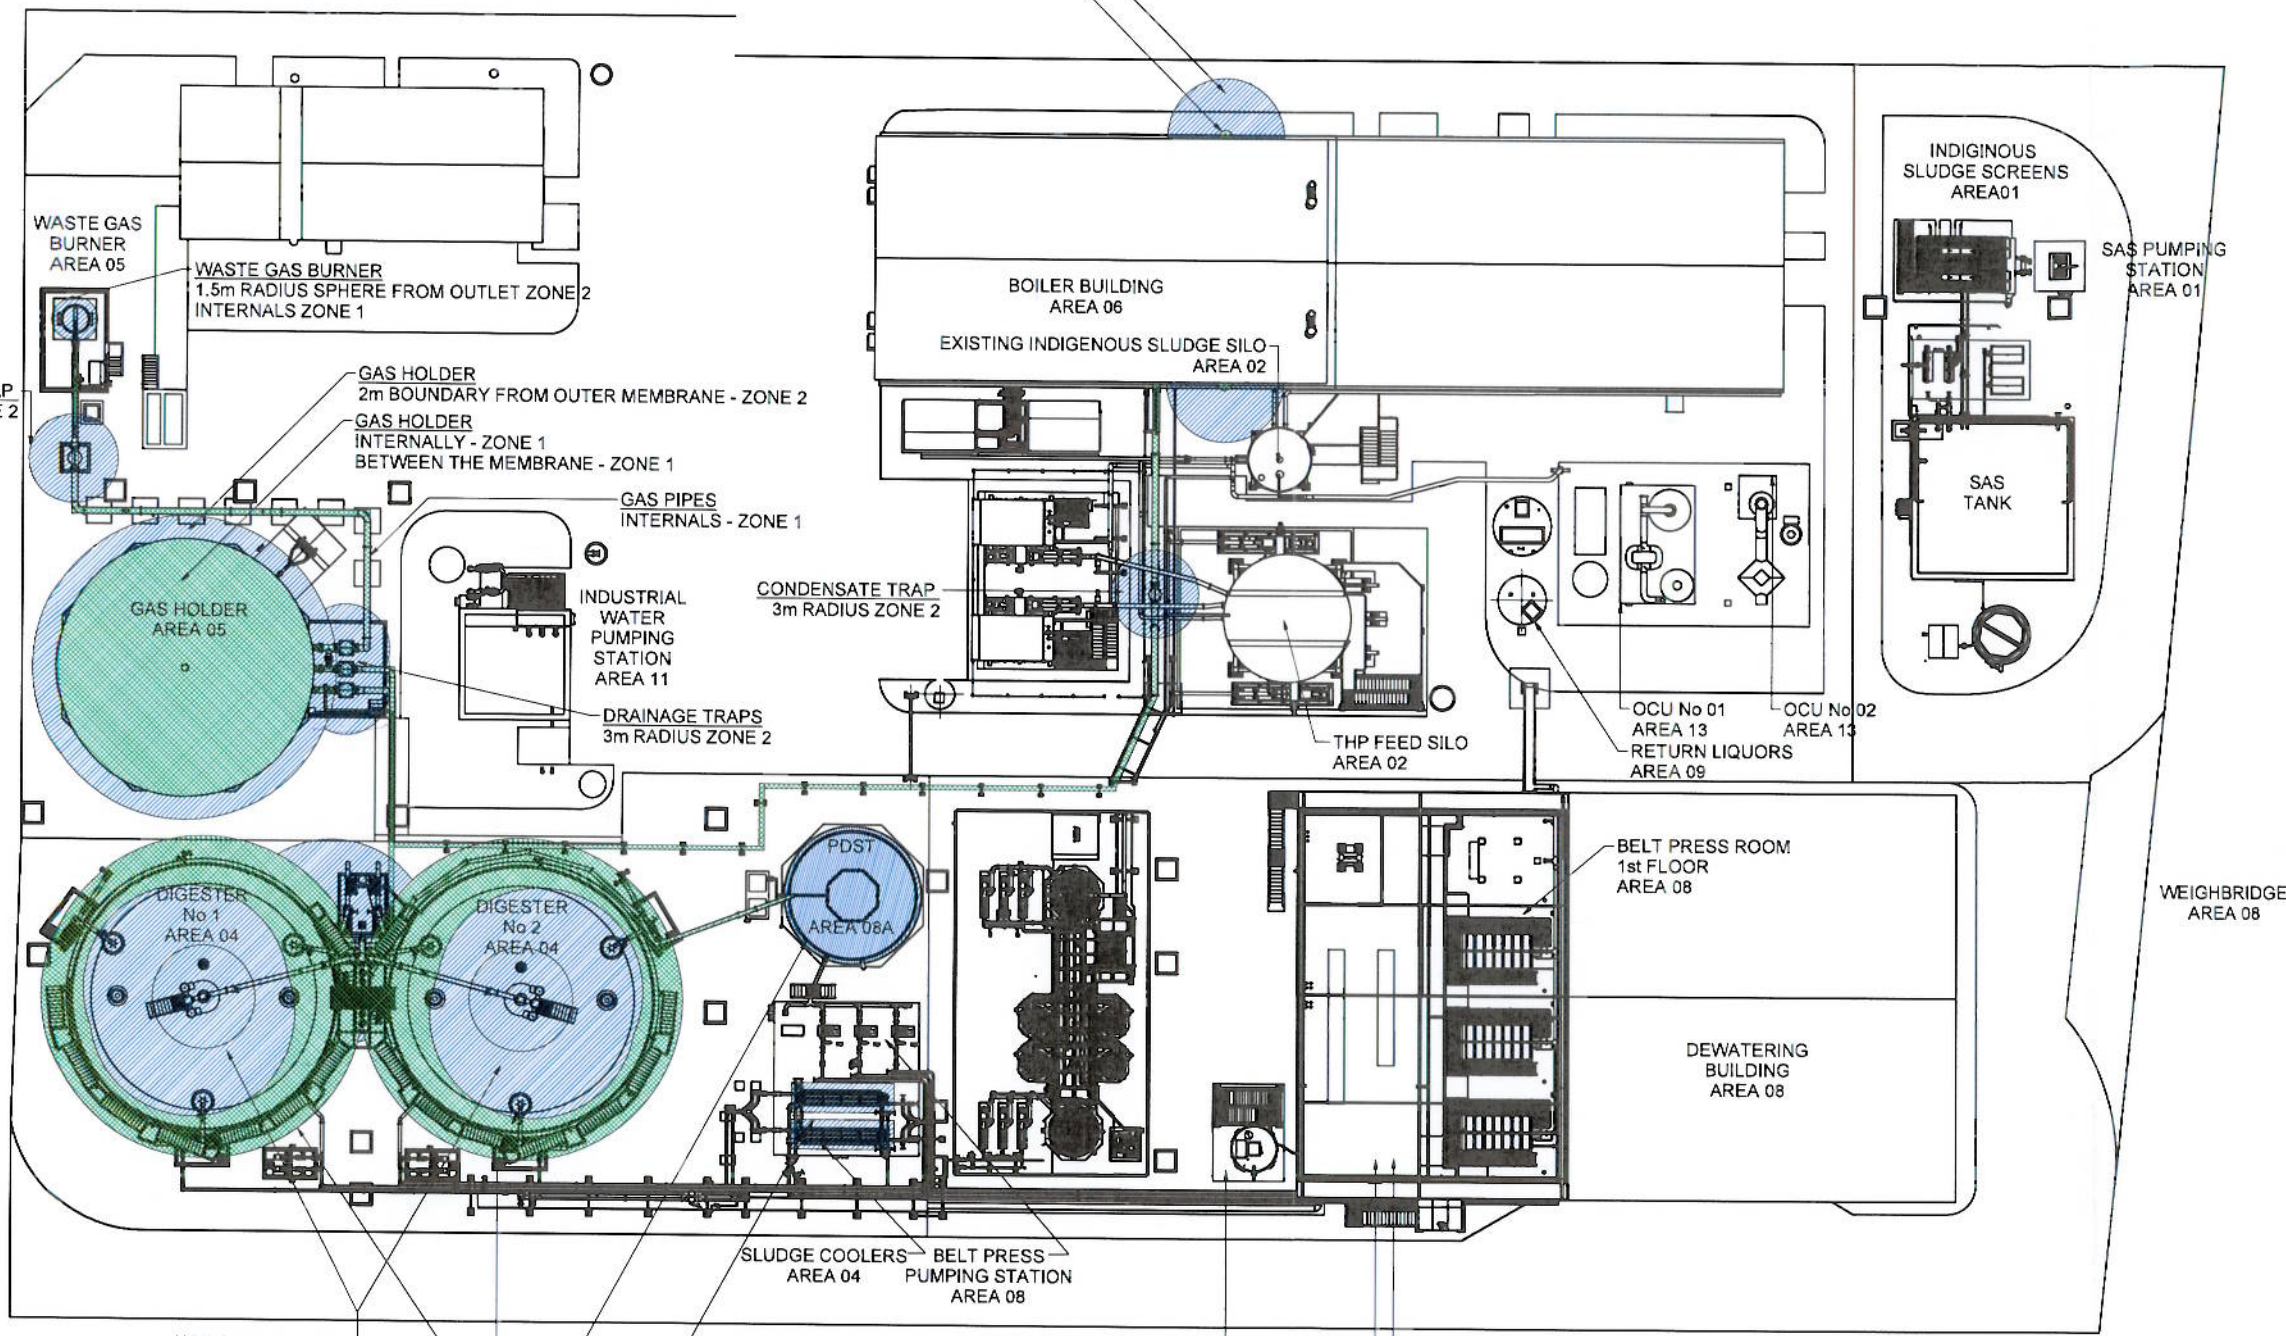 INDIGINOUS
SLUDGE SCREENS
AREA01
WASTE GAS
BURNER
AREA 05
SAS PUMPING
STATION
AREA 01
WASTE GAS BURNER
1.5m RADIUS SPHERE FROM OUTLET ZONE 2
INTERNALS ZONE 1
BOILER BUILDING
AREA 06
EXISTING INDIGENOUS SLUDGE SILO
AREA 02
GAS HOLDER
2m BOUNDARY FROM OUTER MEMBRANE - ZONE 2
GAS HOLDER
INTERNALLY - ZONE 1
BETWEEN THE MEMBRANE - ZONE 1
GAS PIPES
INTERNALS - ZONE 1
SAS
TANK
GAS HOLDER
AREA 05
INDUSTRIAL
WATER
PUMPING
STATION
AREA 11
CONDENSATE TRAP
3m RADIUS ZONE 2
DRAINAGE TRAPS
3m RADIUS ZONE 2
THP FEED SILO
AREA 02
OCU No 01
AREA 13
OCU No 02
AREA 13
RETURN LIQUORS
AREA 09
PDST
AREA 08A
BELT PRESS ROOM
1st FLOOR
AREA 08
DIGESTER
No 1
AREA 04
DIGESTER
No 2
AREA 04
WEIGHBRIDGE
AREA 08
DEWATERING
BUILDING
AREA 08
SLUDGE COOLERS
AREA 04
BELT PRESS
PUMPING STATION
AREA 08